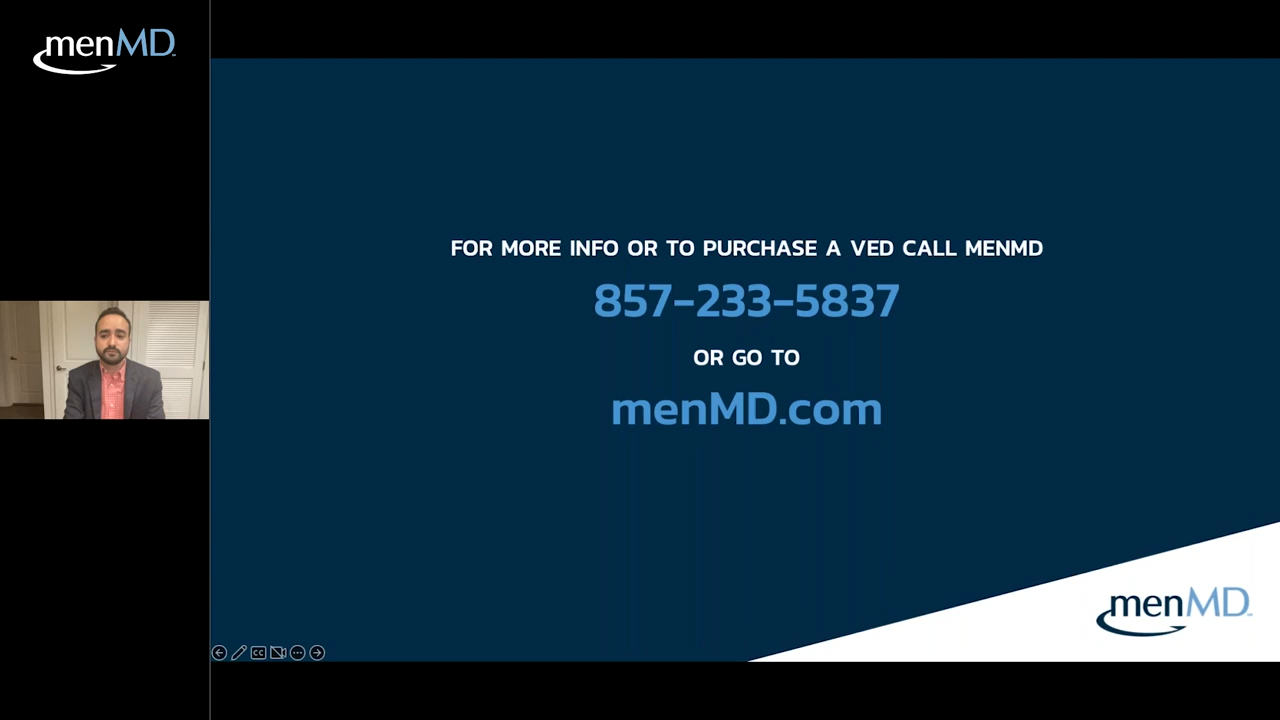 menMD
FOR MORE INFO OR TO PURCHASE A VED CALL MENMD
857-233-5837
OR GO TO
menMD.com
CC
menMD